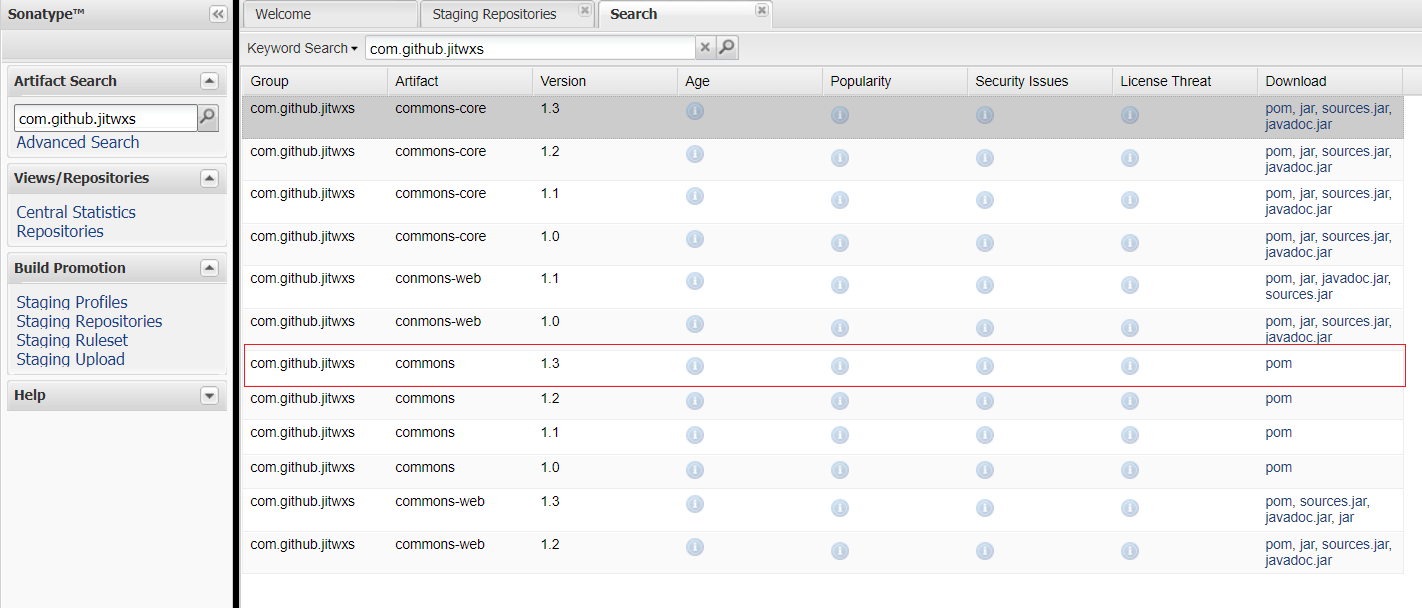 Sonatype™
Welcome
Staging Repositories
Search
Artifact Search
com.github.jitwxs
Advanced Search
Views/Repositories
Central Statistics
Repositories
Build Promotion
Staging Profiles
Staging Repositories
Staging Ruleset
Staging Upload
Help
Keyword Search com.github.jitwxs
Group Artifact Version Age Popularity Security Issues License Threat Download
com.github.jitwxs commons-core 1.3 pom, jar, sources.jar,
javadoc.jar
com.github.jitwxs commons-core 1.2 pom, jar, sources.jar,
javadoc.jar
com.github.jitwxs commons-core 1.1 pom, jar, sources.jar,
javadoc.jar
com.github.jitwxs commons-core 1.0 pom, jar, sources.jar,
javadoc.jar
com.github.jitwxs conmons-web 1.1 pom, jar, javadoc.jar,
sources.jar
com.github.jitwxs conmons-web 1.0 pom, jar, sources.jar,
javadoc.jar
com.github.jitwxs commons 1.3 pom
com.github.jitwxs commons 1.2 pom
com.github.jitwxs commons 1.1 pom
com.github.jitwxs commons 1.0 pom
com.github.jitwxs commons-web 1.3 pom, sources.jar,
javadoc.jar, jar
com.github.jitwxs commons-web 1.2 pom, jar, sources.jar,
javadoc.jar